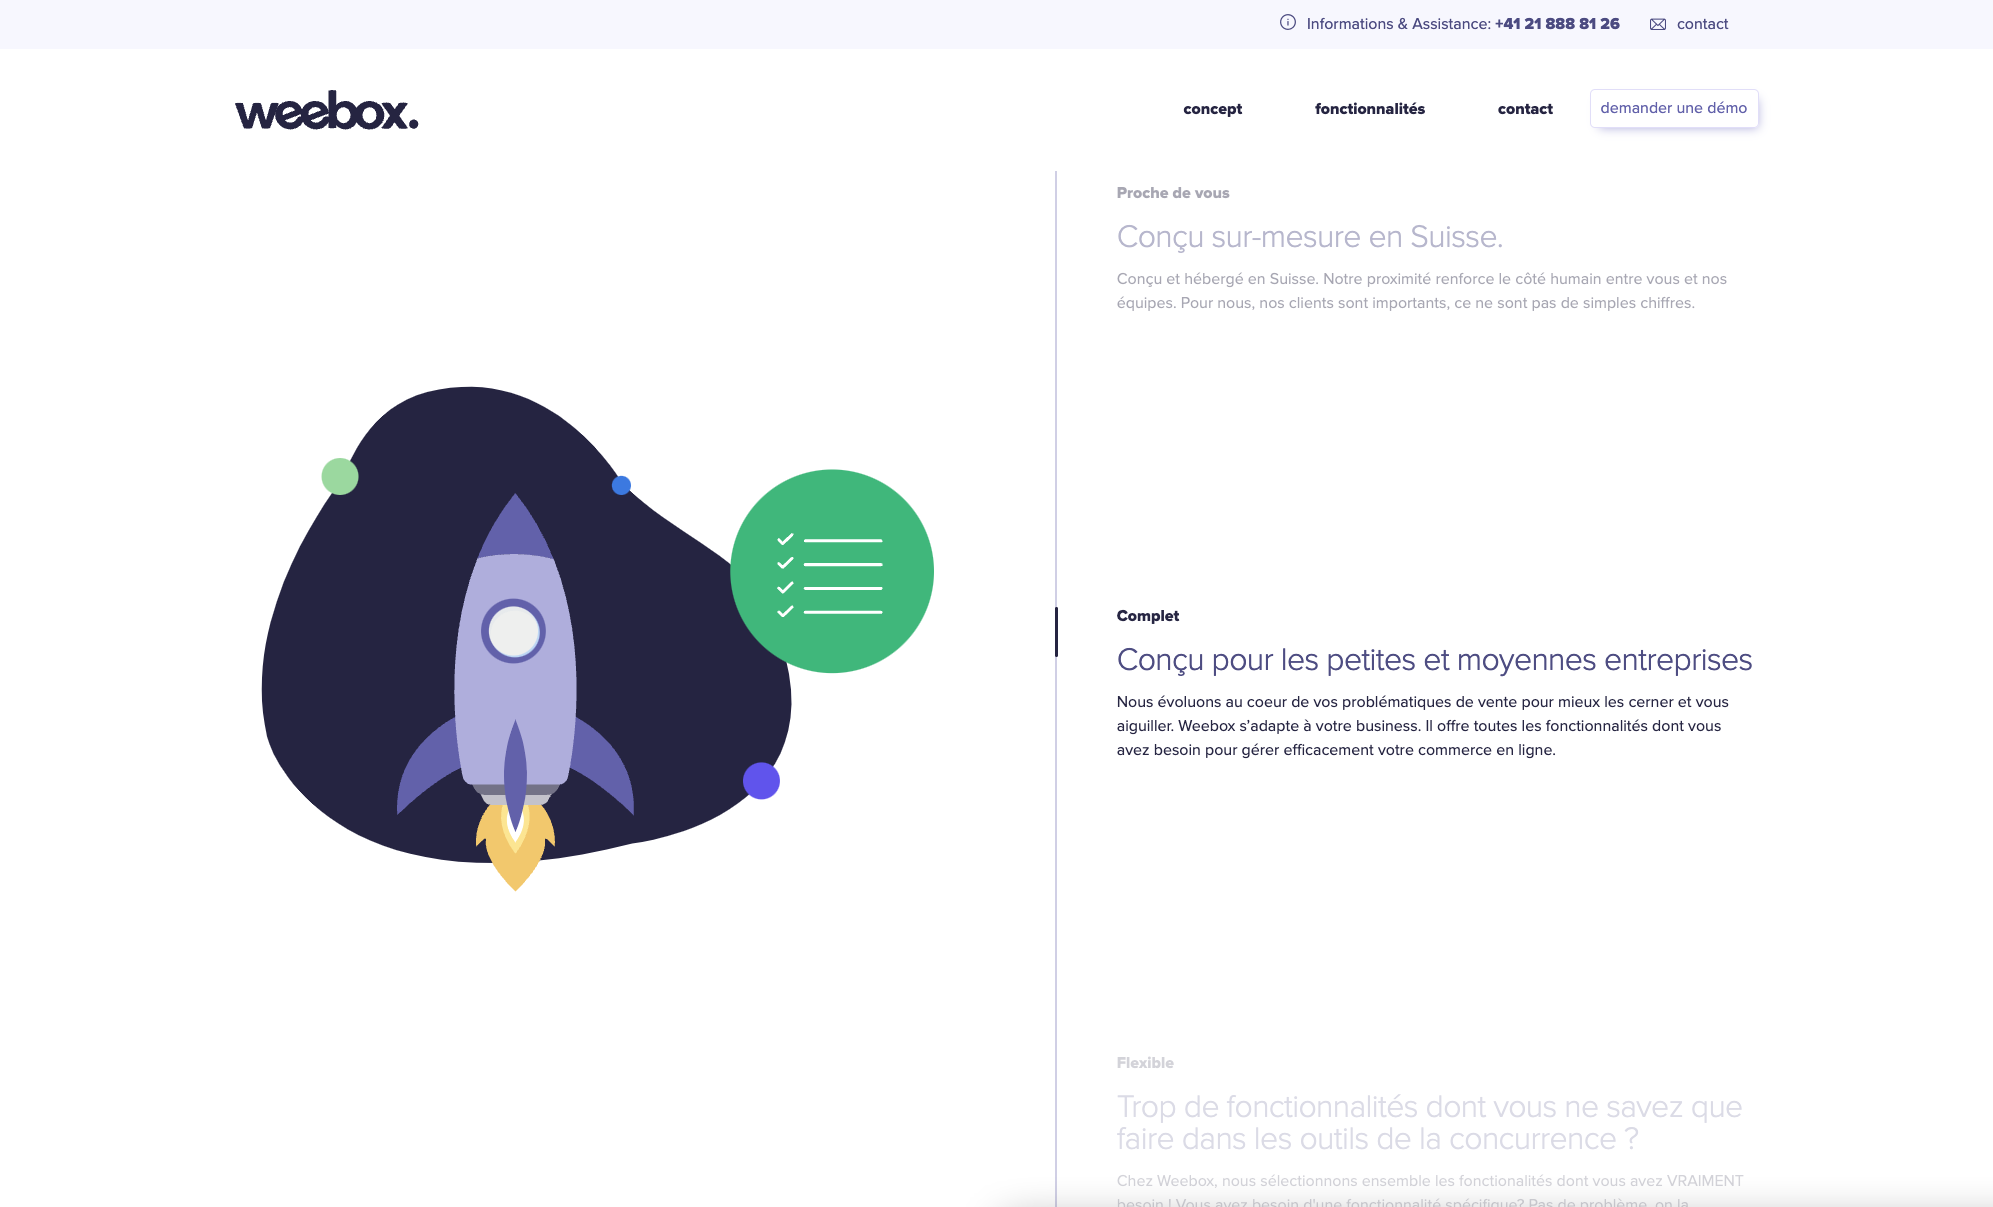 Informations & Assistance: +41 21 888 81 26
contact
weebox.
concept
fonctionnalités
contact
demander une démo
Proche de vous
Conçu sur-mesure en Suisse.
Conçu et hébergé en Suisse. Notre proximité renforce le côté humain entre vous et nos
équipes. Pour nous, nos clients sont importants, ce ne sont pas de simples chiffres.
Complet
Conçu pour les petites et moyennes entreprises
Nous évoluons au coeur de vos problématiques de vente pour mieux les cerner et vous
aiguiller. Weebox s’adapte à votre business. Il offre toutes les fonctionnalités dont vous
avez besoin pour gérer efficacement votre commerce en ligne.
Flexible
Trop de fonctionnalités dont vous ne savez que
faire dans les outils de la concurrence ?
Chez Weebox, nous sélectionnons ensemble les fonctionalités dont vous avez VRAIMENT
besoin ! Vous avez besoin d'une fonctionnalité spécifique? Pas de problème, on la